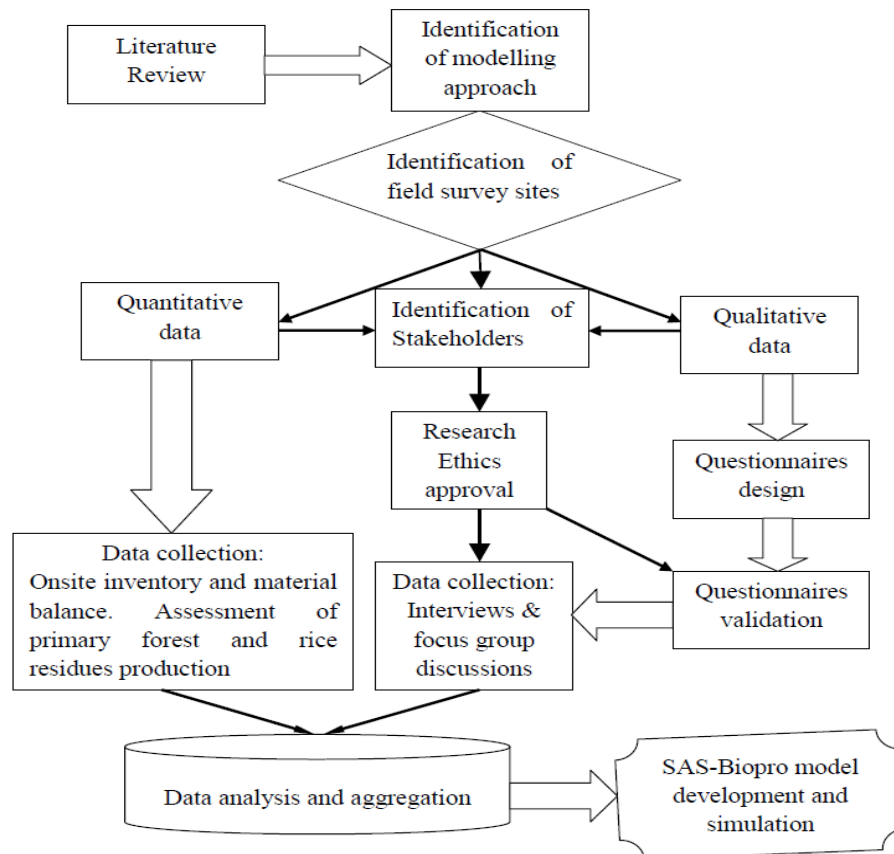 Literature
Review
Identification
of modelling
approach
Identification of
field survey sites
Quantitative
data
Identification of
Stakeholders
Qualitative
data
Research
Ethics
approval
Questionnaires
design
Data collection:
Onsite inventory and material
balance. Assessment of
primary forest and rice
residues production
Data collection:
Interviews &
focus group
discussions
Questionnaires
validation
Data analysis and aggregation
SAS-Biopro model
development and
simulation